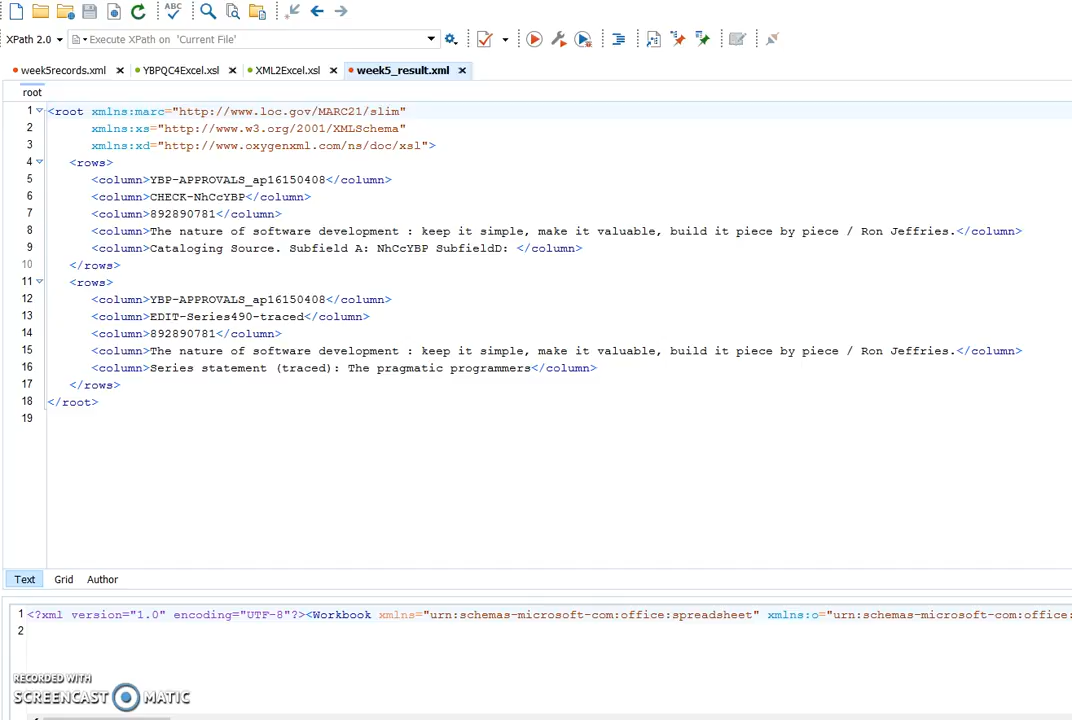 ABC
XPath 2.0 Execute XPath on 'Current File'
week5records.xml YBPQC4Excel.xsl XML2Excel.xsl week5_result.xml
root
1 <root xmlns:marc="http://www.loc.gov/MARC21/slim"
2 xmlns:xs="http://www.w3.org/2001/XMLSchema"
3 xmlns:xd="http://www.oxygenxml.com/ns/doc/xsl">
4 <rows>
5 <column>YBP-APPROVALS_ap16150408</column>
6 <column>CHECK-NhCcYBP</column>
7 <column>892890781</column>
8 <column>The nature of software development : keep it simple, make it valuable, build it piece by piece / Ron Jeffries.</column>
9 <column>Cataloging Source. Subfield A: NhCcYBP SubfieldD: </column>
10 </rows>
11 <rows>
12 <column>YBP-APPROVALS_ap16150408</column>
13 <column>EDIT-Series490-traced</column>
14 <column>892890781</column>
15 <column>The nature of software development : keep it simple, make it valuable, build it piece by piece / Ron Jeffries.</column>
16 <column>Series statement (traced): The pragmatic programmers</column>
17 </rows>
18 </root>
19
Text Grid Author
1 <?xml version="1.0" encoding="UTF-8"?><Workbook xmlns="urn:schemas-microsoft-com:office:spreadsheet" xmlns:o="urn:schemas-microsoft-com:office:
2
RECORDED WITH
SCREENCAST MATIC